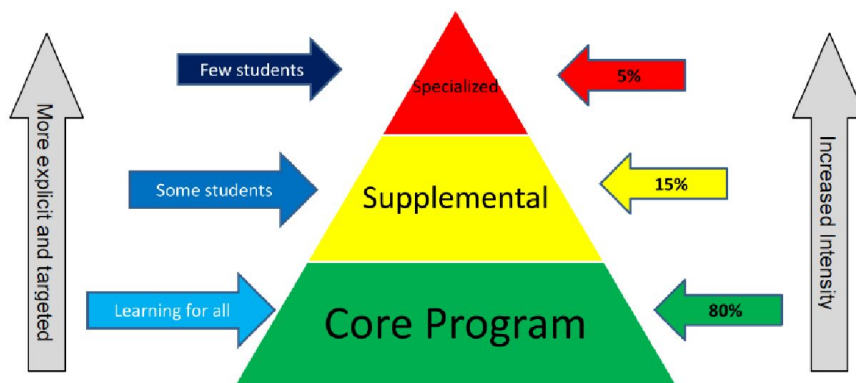 Few students
Specialized
5%
More explicit and targeted
Some students
Supplemental
15%
Increased Intensity
Learning for all
Core Program
80%